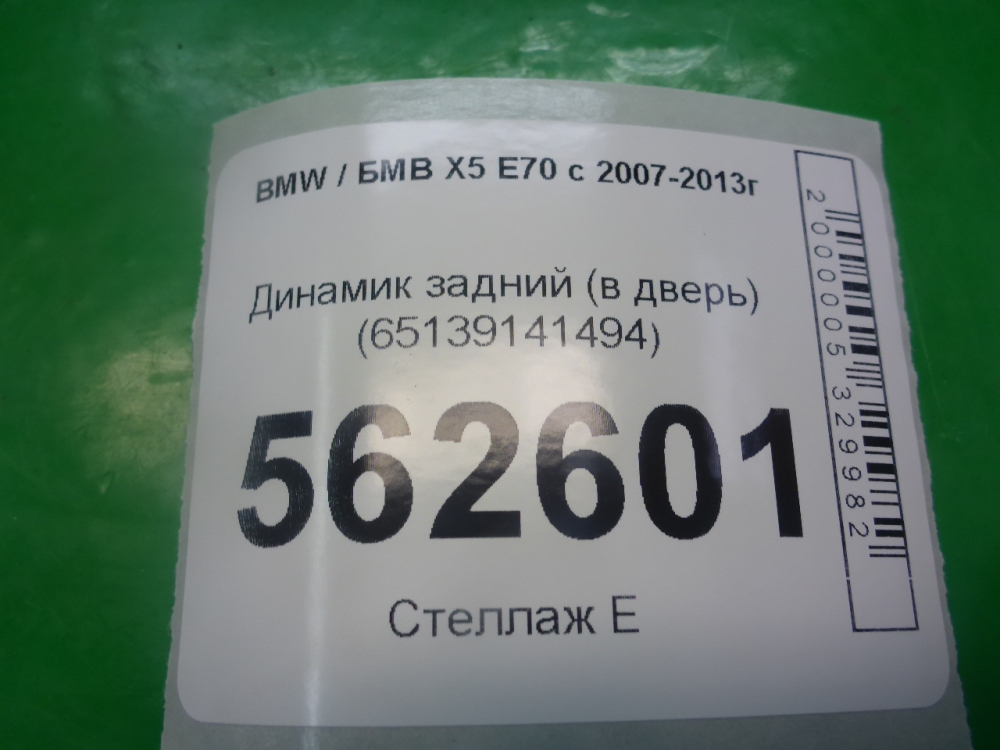 BMW / БМВ X5 E70 с 2007-2013г
Динамик задний (в дверь)
(65139141494)
562601
Стеллаж Е
2000005329982